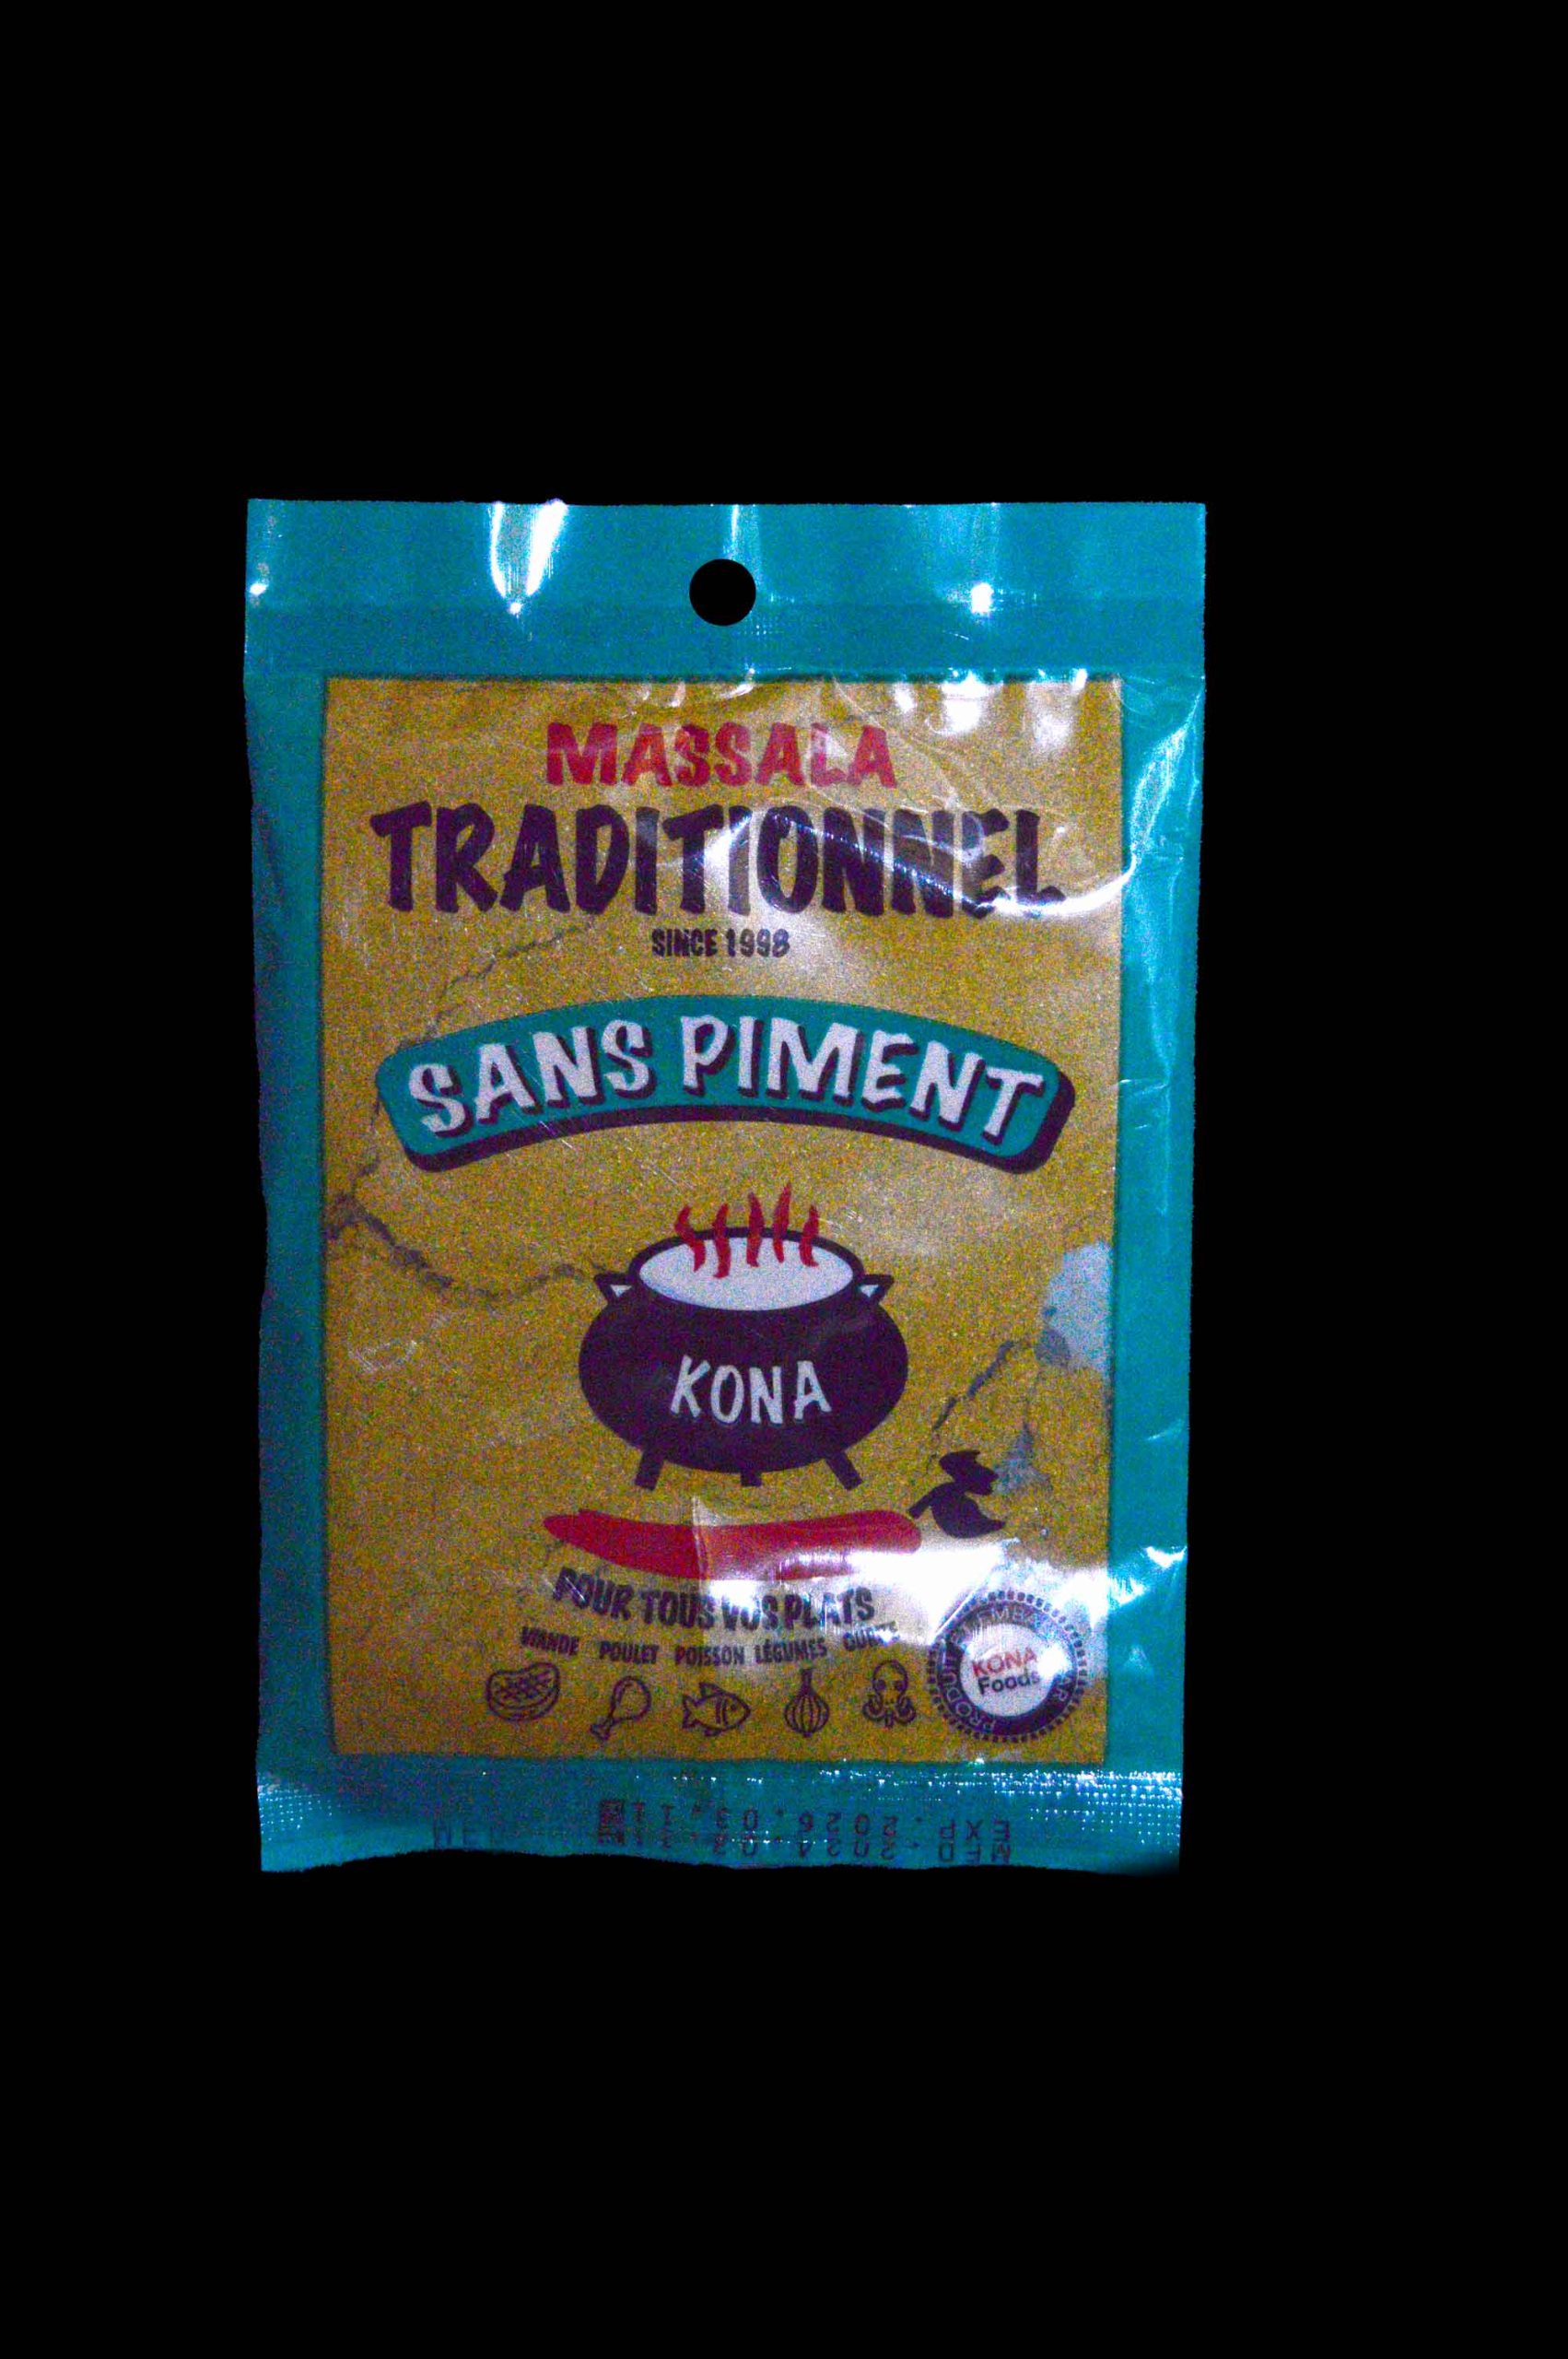 MASSALA
TRADITIONNEL
SINCE 1998
SANS PIMENT
KONA
POUR TOUS VOS PLATS
VIANDE POULET POISSON LÉGUMES
KONA
Foods
PRODUIT
EXP .2026.03.11
MFD .2024.03.11